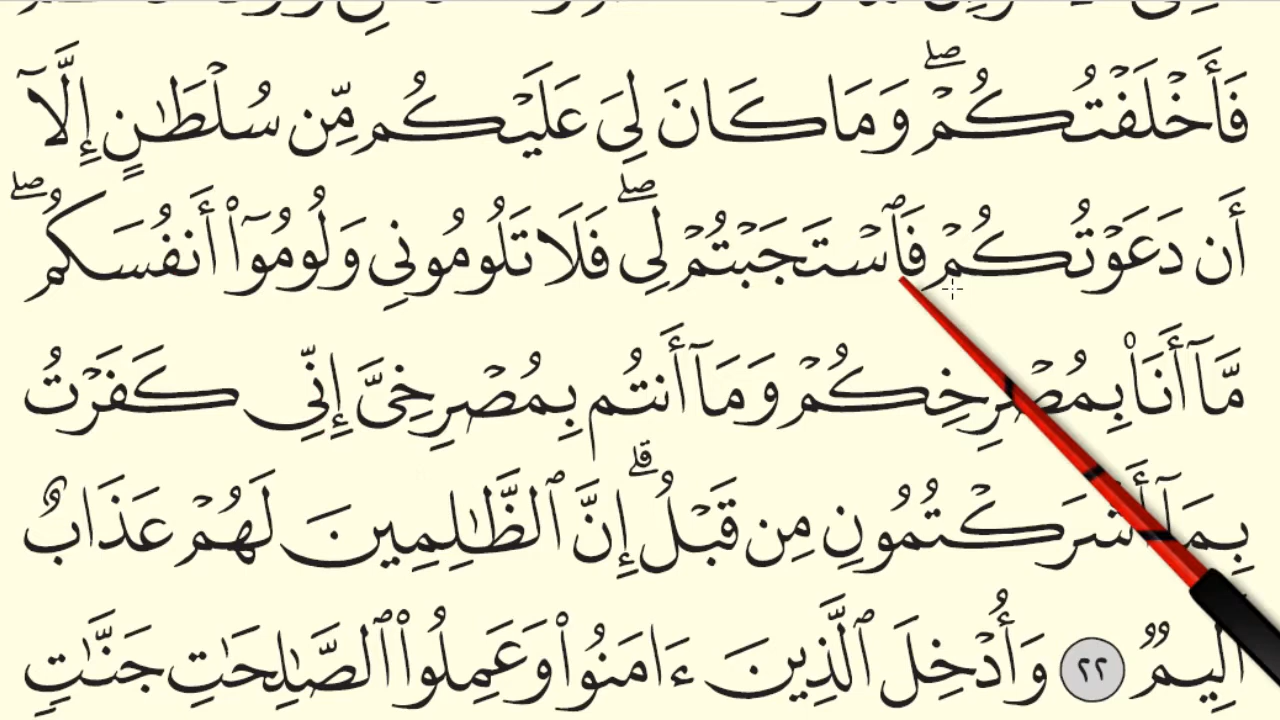 فَأَخْلَفْتُكُمْ ۖ وَمَا كَانَ لِىَ عَلَيْكُم مِّن سُلْطَٰنٍ إِلَّآ
أَن دَعَوْتُكُمْ فَٱسْتَجَبْتُمْ لِى ۖ فَلَا تَلُومُونِى وَلُومُوٓا۟ أَنفُسَكُم ۖ
مَّآ أَنَا۠ بِمُصْرِخِكُمْ وَمَآ أَنتُم بِمُصْرِخِىَّ إِنِّى كَفَرْتُ
بِمَآ أَشْرَكْتُمُونِ مِن قَبْلُ ۗ إِنَّ ٱلظَّٰلِمِينَ لَهُمْ عَذَابٌ
أَلِيمٌ ٢٢ وَأُدْخِلَ ٱلَّذِينَ ءَامَنُوا۟ وَعَمِلُوا۟ ٱلصَّٰلِحَٰتِ جَنَّٰتٍ